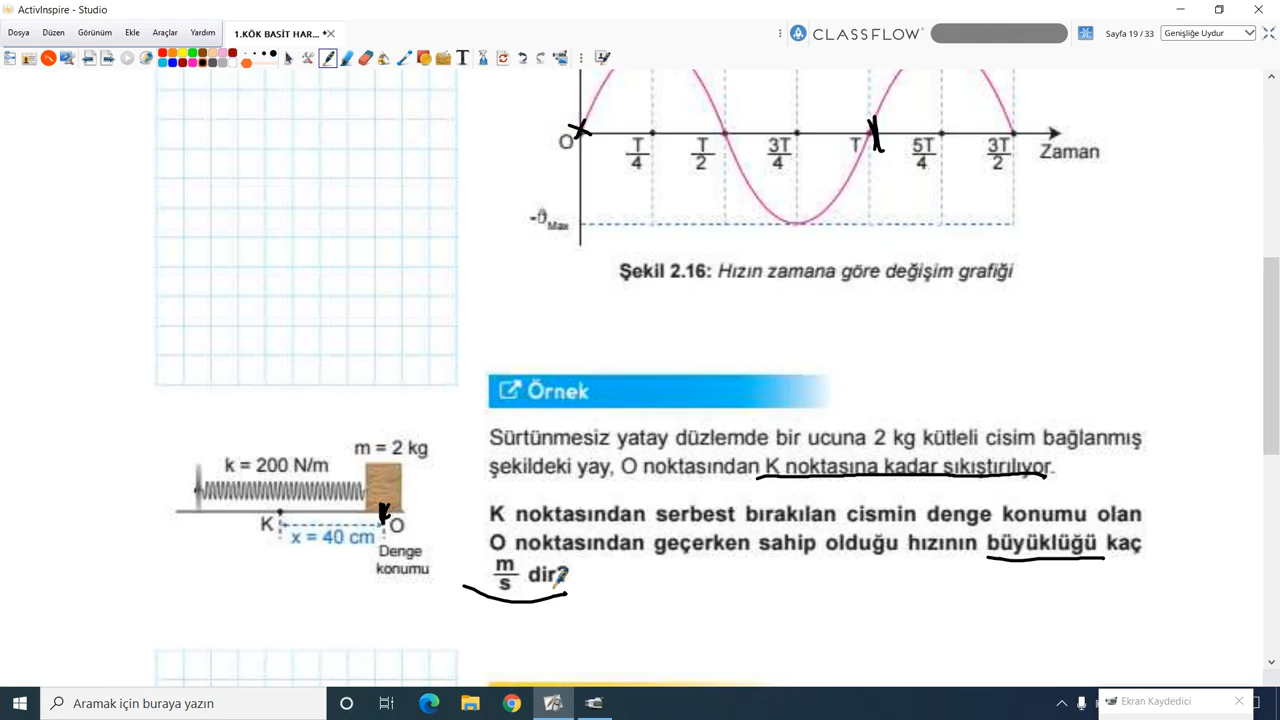 ActivInspire - Studio
Dosya Düzen Görünüm Ekle Araçlar Yardım
1.KÖK BASİT HAR... *
CLASSFLOW
Sayfa 19 / 33
Genişliğe Uydur
O
T/4 T/2 3T/4 T 5T/4 3T/2
Zaman
-ϑMax
Şekil 2.16: Hızın zamana göre değişim grafiği
Örnek
Sürtünmesiz yatay düzlemde bir ucuna 2 kg kütleli cisim bağlanmış
şekildeki yay, O noktasından K noktasına kadar sıkıştırılıyor.
K noktasından serbest bırakılan cismin denge konumu olan
O noktasından geçerken sahip olduğu hızının büyüklüğü kaç
m/s dir?
m = 2 kg
k = 200 N/m
K
O
x = 40 cm
Denge
konumu
Aramak için buraya yazın
Ekran Kaydedici